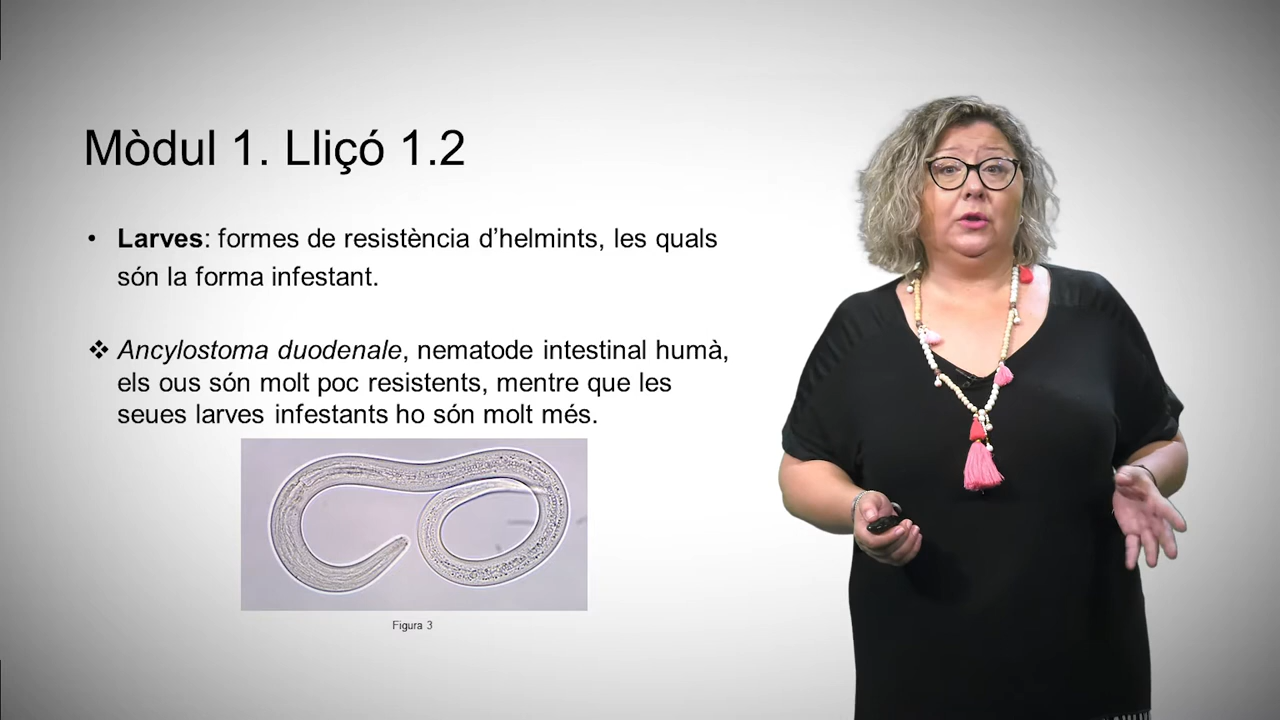 Mòdul 1. Lliçó 1.2
• Larves: formes de resistència d’helmints, les quals
són la forma infestant.
❖ Ancylostoma duodenale, nematode intestinal humà,
els ous són molt poc resistents, mentre que les
seues larves infestants ho són molt més.
Figura 3